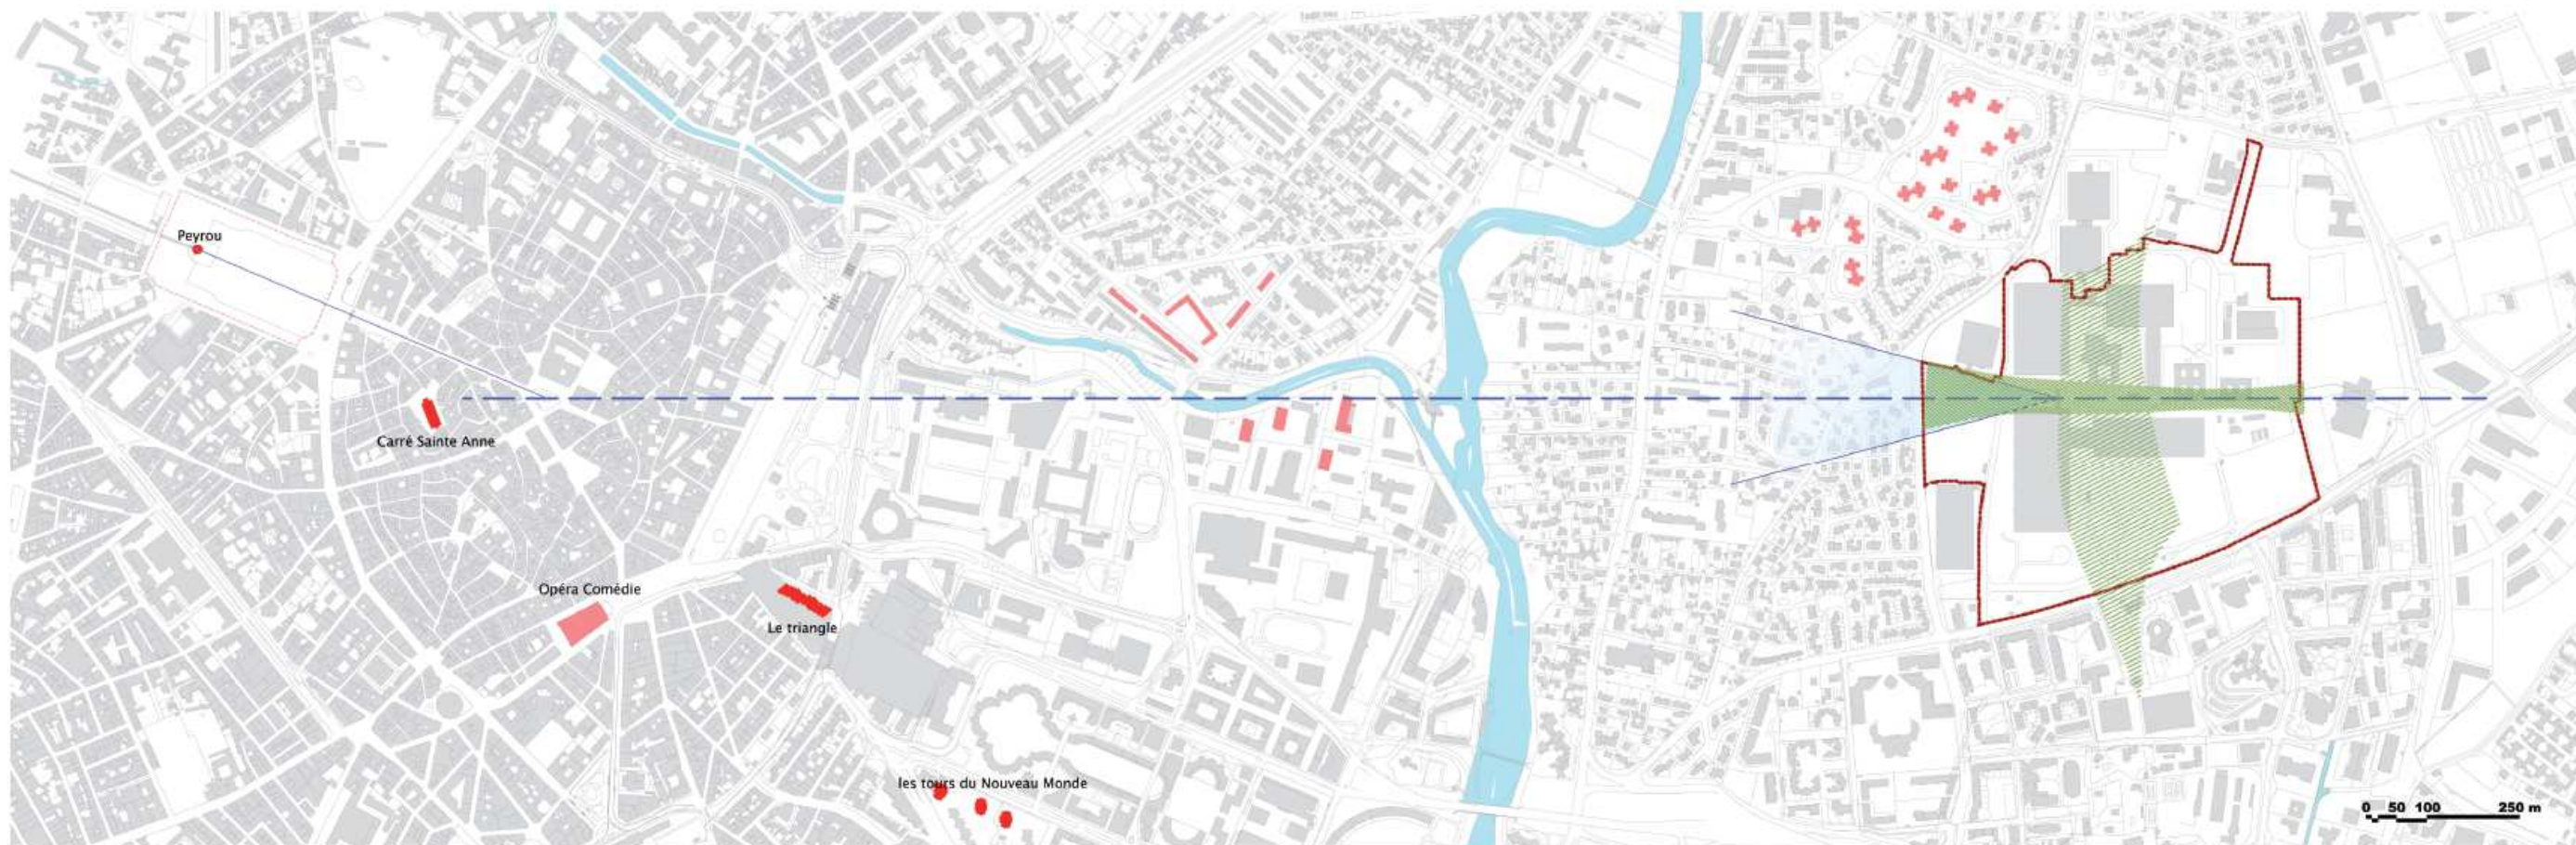 Peyrou
Carré Sainte Anne
Opéra Comédie
Le triangle
les tours du Nouveau Monde
0 50 100 250 m